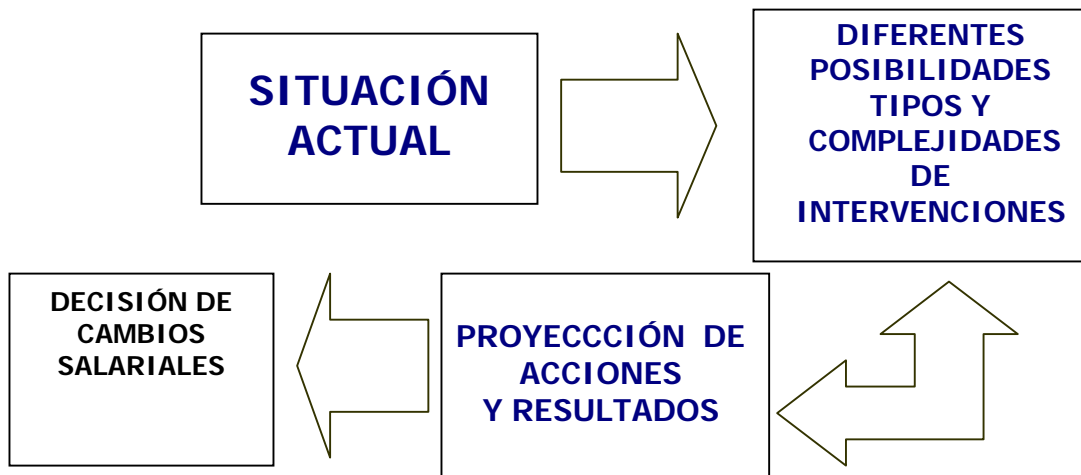 SITUACIÓN
ACTUAL
DIFERENTES
POSIBILIDADES
TIPOS Y
COMPLEJIDADES
DE
INTERVENCIONES
DECISIÓN DE
CAMBIOS
SALARIALES
PROYECCCIÓN DE
ACCIONES
Y RESULTADOS